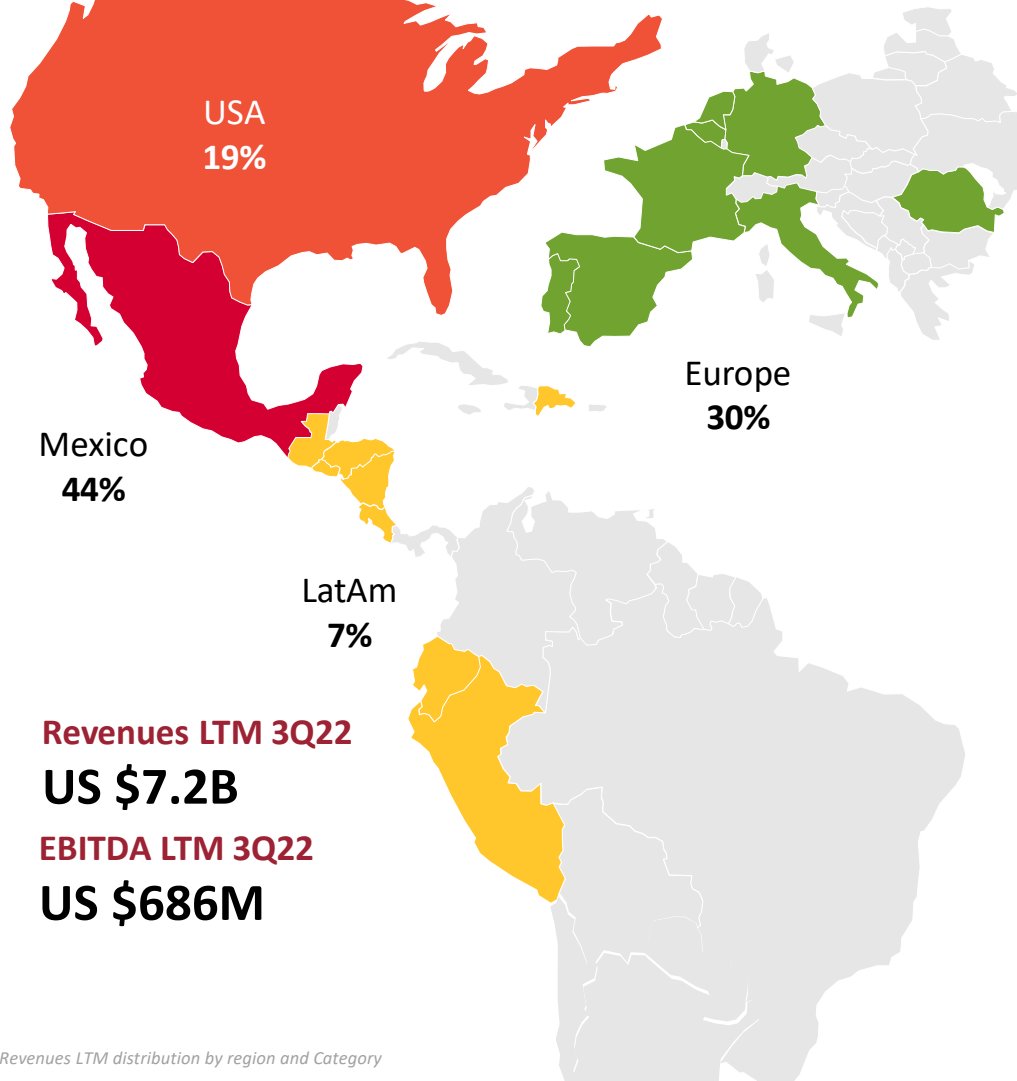 USA
19%
Europe
30%
Mexico
44%
LatAm
7%
Revenues LTM 3Q22
US $7.2B
EBITDA LTM 3Q22
US $686M
Revenues LTM distribution by region and Category